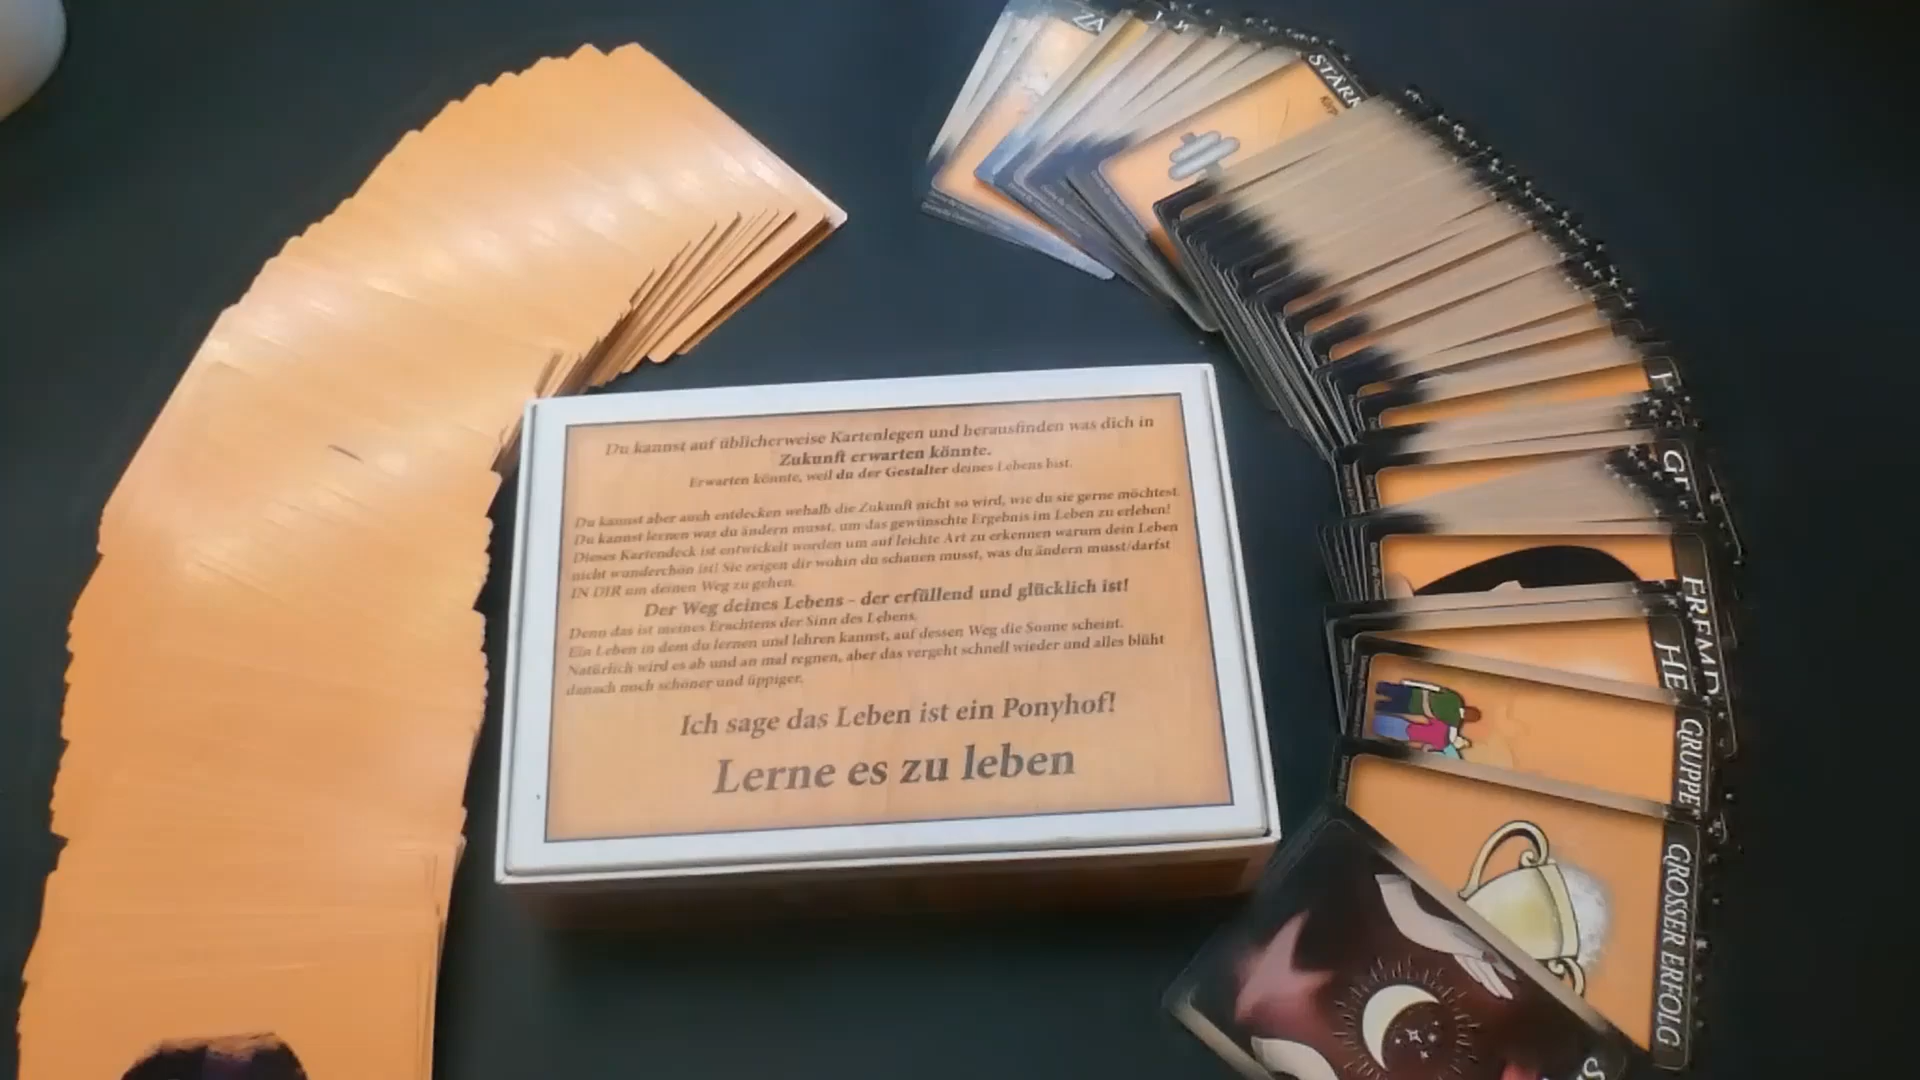 Du kannst auf üblicherweise Kartenlegen und herausfinden was dich in
Zukunft erwarten könnte.
Erwarten könnte, weil du der Gestalter deines Lebens bist.
Du kannst aber auch entdecken wehalb die Zukunft nicht so wird, wie du sie gerne möchtest.
Du kannst lernen was du ändern musst, um das gewünschte Ergebnis im Leben zu erleben!
Dieses Kartendeck ist entwickelt worden um auf leichte Art zu erkennen warum dein Leben
nicht wunderchön ist! Sie zeigen dir wohin du schauen musst, was du ändern musst/darfst
IN DIR um deinen Weg zu gehen.
Der Weg deines Lebens - der erfüllend und glücklich ist!
Denn das ist meines Erachtens der Sinn des Lebens.
Ein Leben in dem du lernen und lehren kannst, auf dessen Weg die Sonne scheint.
Natürlich wird es ab und an mal regnen, aber das vergeht schnell wieder und alles blüht
danach noch schöner und üppiger.
Ich sage das Leben ist ein Ponyhof!
Lerne es zu leben
STÄRK
FREMD
HE
GRUPPE
GROSSER ERFOLG